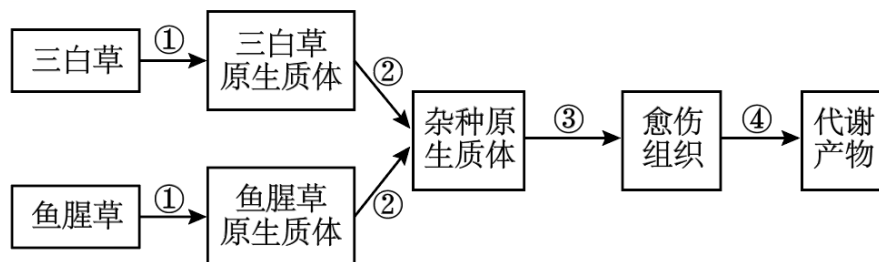 三白草
①
三白草
原生质体
②
杂种原
生质体
③
愈伤
组织
④
代谢
产物
鱼腥草
①
鱼腥草
原生质体
②